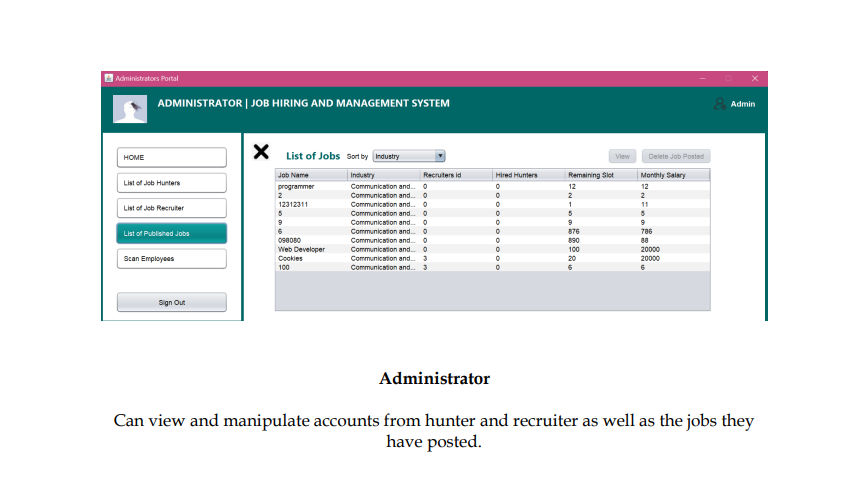 Administrators Portal
ADMINISTRATOR | JOB HIRING AND MANAGEMENT SYSTEM
Admin
HOME
List of Job Hunters
List of Job Recruiter
List of Published Jobs
Scan Employees
Sign Out
List of Jobs Sort by Industry View Delete Job Posted
Job Name Industry Recruiters id Hired Hunters Remaining Slot Monthly Salary
programmer Communication and... 0 0 12 12
2 Communication and... 0 0 2 2
12312311 Communication and... 0 0 1 11
5 Communication and... 0 0 5 5
9 Communication and... 0 0 9 9
6 Communication and... 0 0 876 786
098080 Communication and... 0 0 890 88
Web Developer Communication and... 0 0 100 20000
Cookies Communication and... 3 0 20 20000
100 Communication and... 3 0 6 6
Administrator
Can view and manipulate accounts from hunter and recruiter as well as the jobs they
have posted.